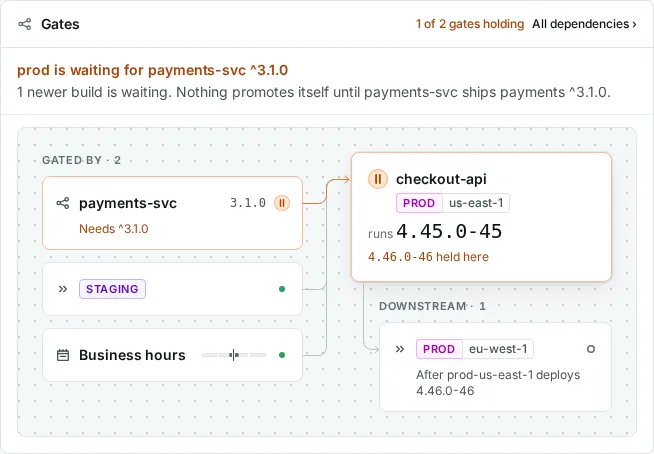 Gates
1 of 2 gates holding All dependencies ›
prod is waiting for payments-svc ^3.1.0
1 newer build is waiting. Nothing promotes itself until payments-svc ships payments ^3.1.0.
GATED BY · 2
payments-svc 3.1.0
Needs ^3.1.0
STAGING
Business hours
checkout-api
PROD us-east-1
runs 4.45.0-45
4.46.0-46 held here
DOWNSTREAM · 1
PROD eu-west-1
After prod-us-east-1 deploys
4.46.0-46